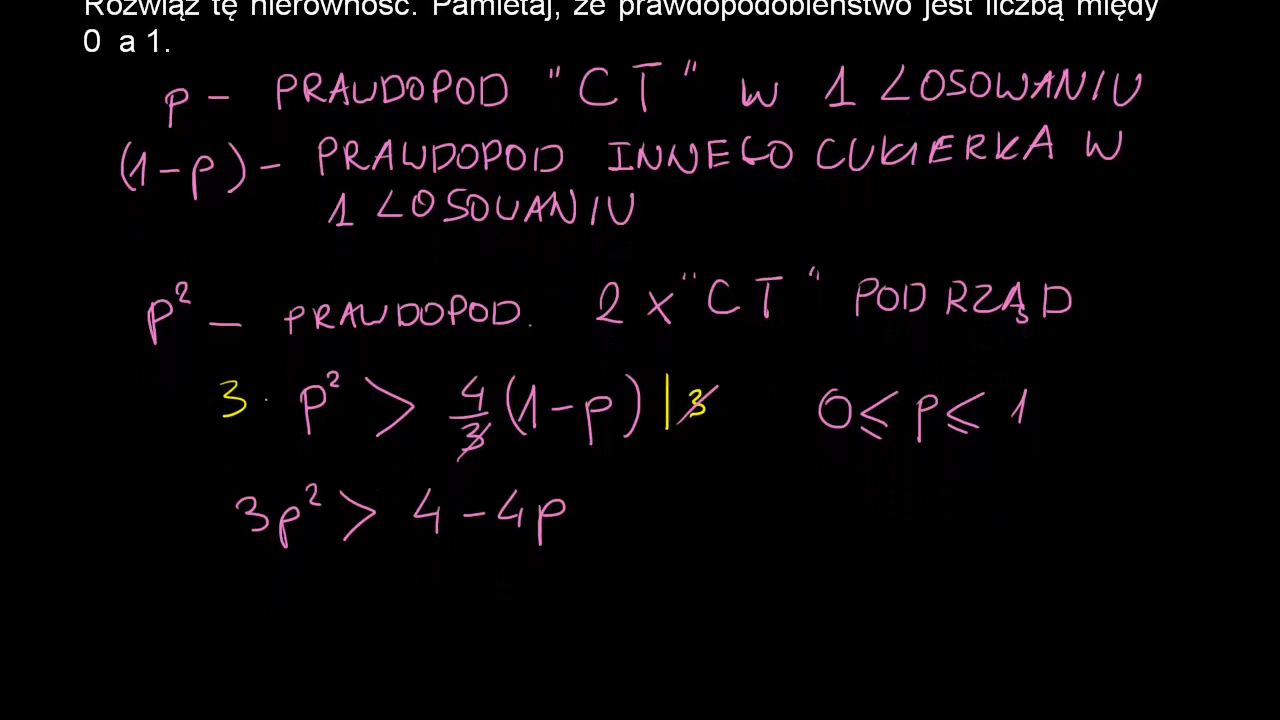 Rozwiąż tę nierówność. Pamiętaj, że prawdopodobieństwo jest liczbą między
0 a 1.
p - PRAWDOPOD "CT" W 1 LOSOWANIU
(1-p) - PRAWDOPOD INNEGO CUKIERKA W
1 LOSOWANIU
p² - PRAWDOPOD. 2 x "CT" POD RZĄD
3 · p² > 4/3 (1-p) | 3 0 ≤ p ≤ 1
3p² > 4 - 4p